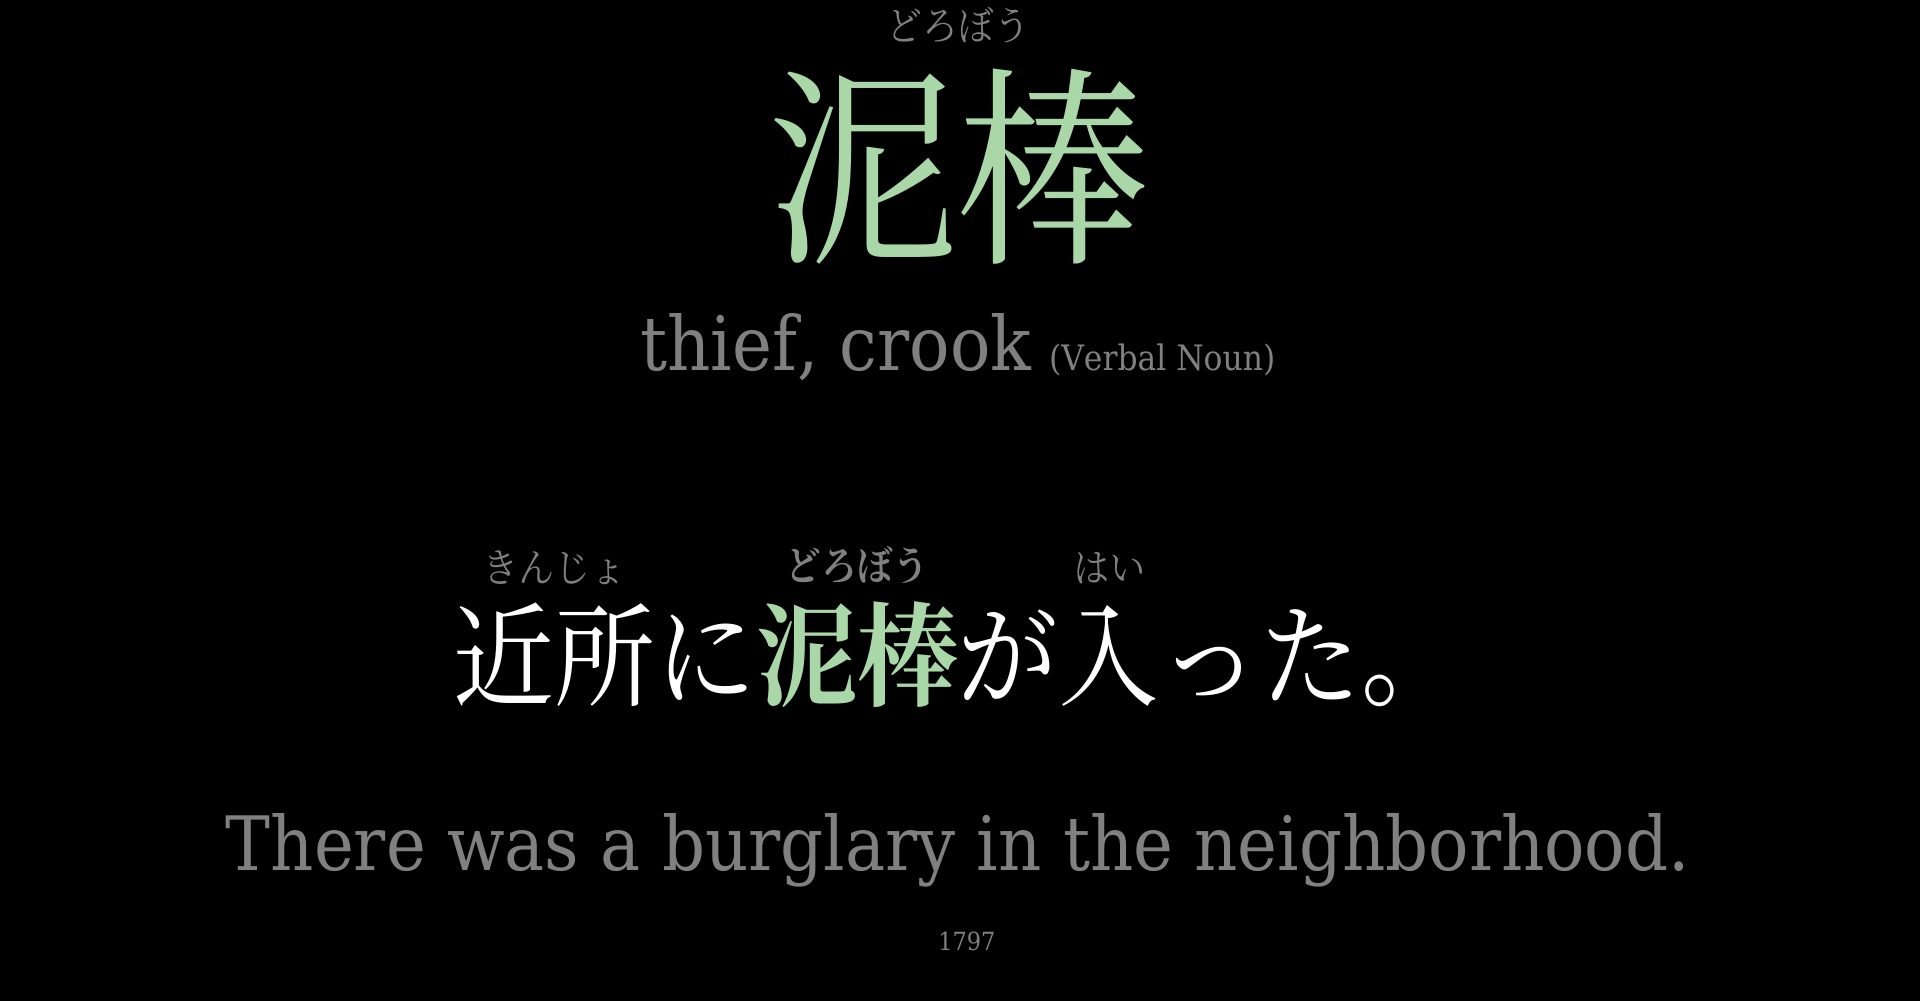 どろぼう
泥棒
thief, crook (Verbal Noun)
きんじょ どろぼう はい
近所に泥棒が入った。
There was a burglary in the neighborhood.
1797